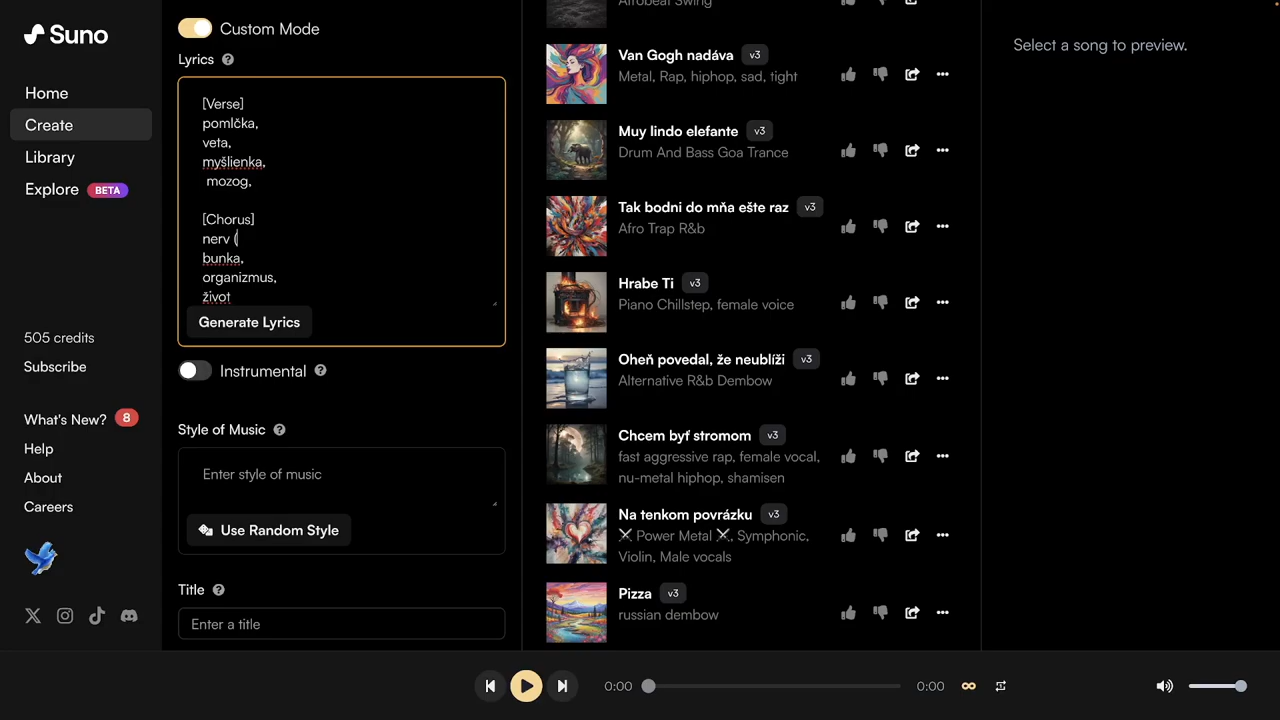 Suno
Home
Create
Library
Explore BETA
505 credits
Subscribe
What's New? 8
Help
About
Careers
Custom Mode
Lyrics
[Verse]
pomlčka,
veta,
myšlienka,
mozog,
[Chorus]
nerv (
bunka,
organizmus,
život
Generate Lyrics
Instrumental
Style of Music
Enter style of music
Use Random Style
Title
Enter a title
Afrobeat Swing
Van Gogh nadáva v3
Metal, Rap, hiphop, sad, tight
Muy lindo elefante v3
Drum And Bass Goa Trance
Tak bodni do mňa ešte raz v3
Afro Trap R&b
Hrabe Ti v3
Piano Chillstep, female voice
Oheň povedal, že neublíži v3
Alternative R&b Dembow
Chcem byť stromom v3
fast aggressive rap, female vocal,
nu-metal hiphop, shamisen
Na tenkom povrázku v3
⚔ Power Metal ⚔, Symphonic,
Violin, Male vocals
Pizza v3
russian dembow
Select a song to preview.
0:00
0:00